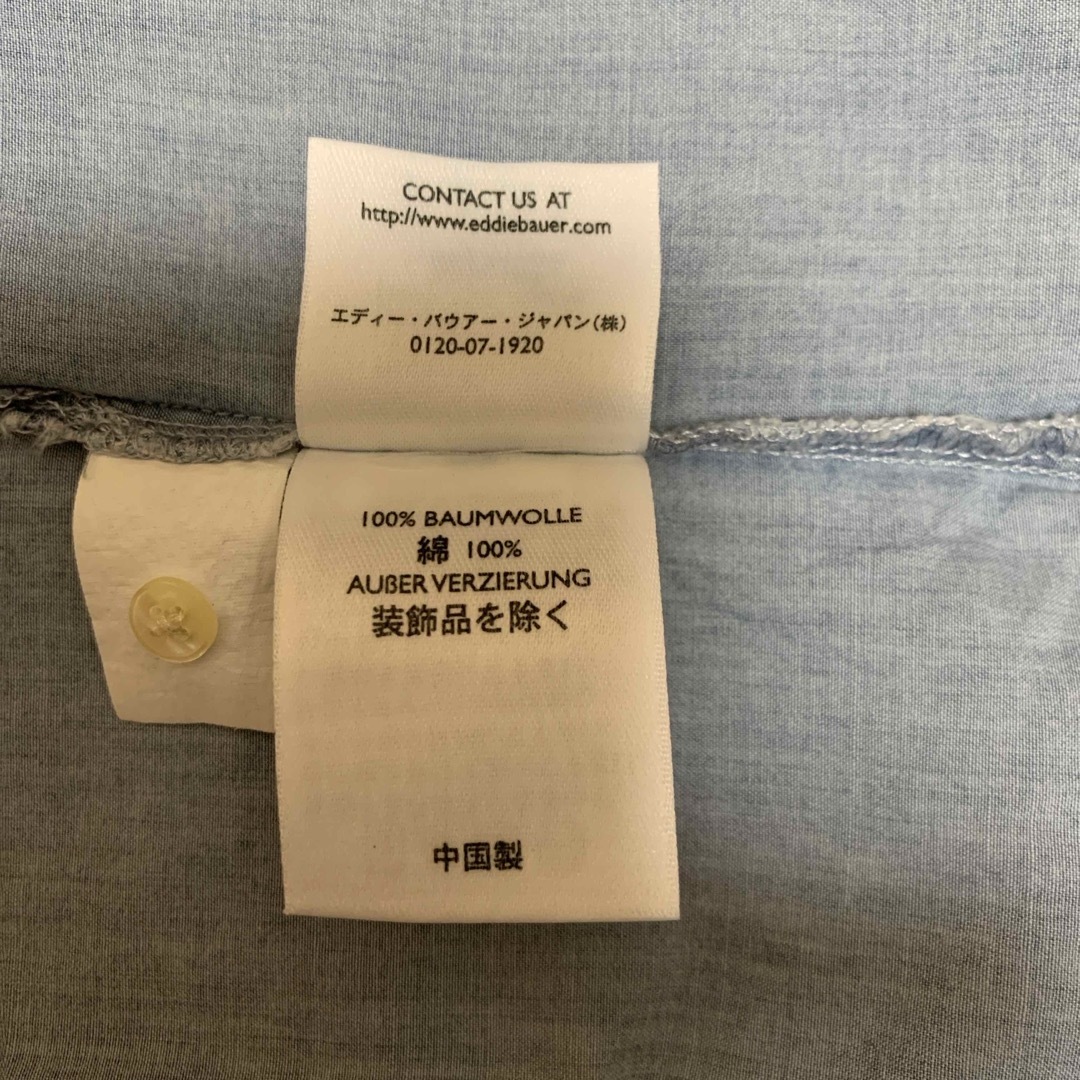 CONTACT US AT
http://www.eddiebauer.com
エディー・バウアー・ジャパン(株)
0120-07-1920
100% BAUMWOLLE
綿 100%
AUßER VERZIERUNG
装飾品を除く
中国製